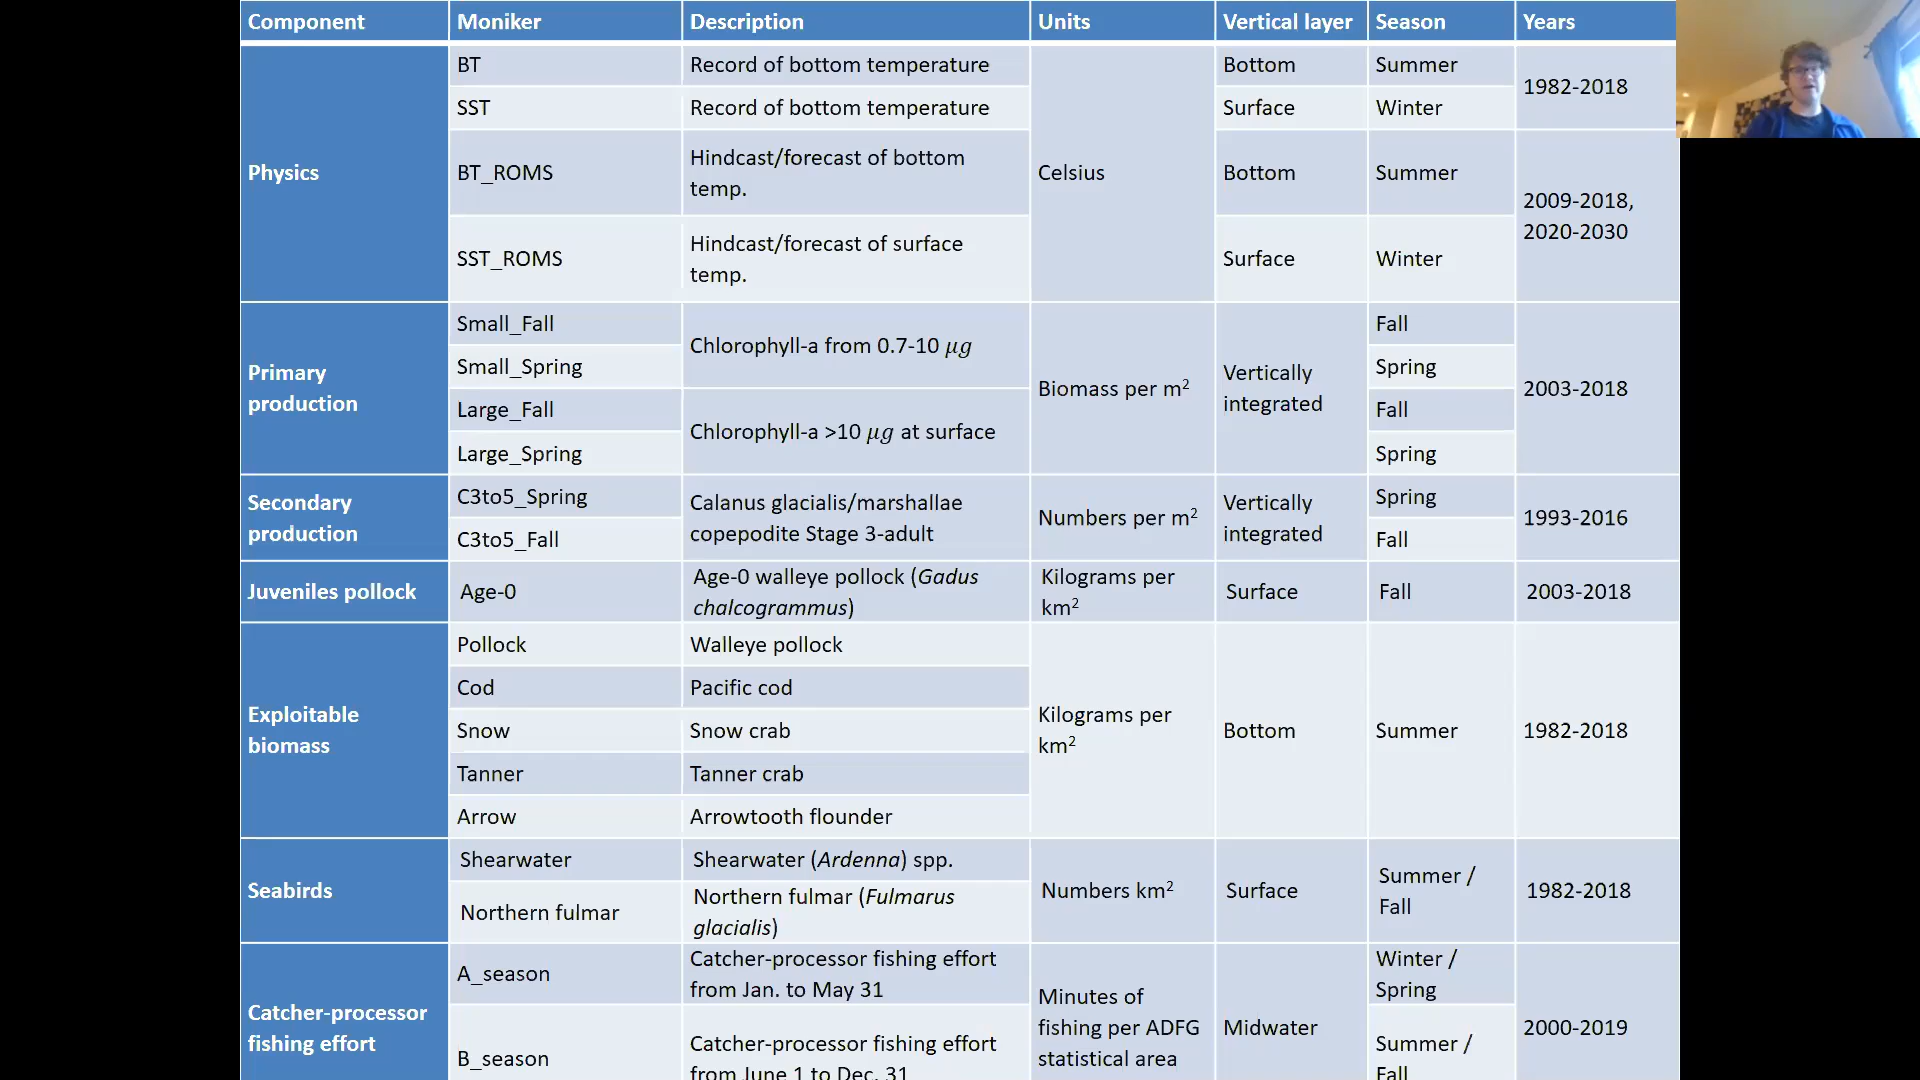 Component Moniker Description Units Vertical layer Season Years
Physics
BT Record of bottom temperature
SST Record of bottom temperature
BT_ROMS Hindcast/forecast of bottom
temp.
SST_ROMS Hindcast/forecast of surface
temp.
Celsius
Bottom Summer
Surface Winter
1982-2018
Bottom Summer
Surface Winter
2009-2018,
2020-2030
Primary
production
Small_Fall
Small_Spring
Chlorophyll-a from 0.7-10 μg
Large_Fall
Large_Spring
Chlorophyll-a >10 μg at surface
Biomass per m²
Vertically
integrated
Fall
Spring
Fall
Spring
2003-2018
Secondary
production
C3to5_Spring
C3to5_Fall
Calanus glacialis/marshallae
copepodite Stage 3-adult
Numbers per m²
Vertically
integrated
Spring
Fall
1993-2016
Juveniles pollock
Age-0
Age-0 walleye pollock (Gadus
chalcogrammus)
Kilograms per
km²
Surface
Fall
2003-2018
Exploitable
biomass
Pollock Walleye pollock
Cod Pacific cod
Snow Snow crab
Tanner Tanner crab
Arrow Arrowtooth flounder
Kilograms per
km²
Bottom
Summer
1982-2018
Seabirds
Shearwater Shearwater (Ardenna) spp.
Northern fulmar Northern fulmar (Fulmarus
glacialis)
Numbers km²
Surface
Summer /
Fall
1982-2018
Catcher-processor
fishing effort
A_season Catcher-processor fishing effort
from Jan. to May 31
B_season Catcher-processor fishing effort
from June 1 to Dec. 31
Minutes of
fishing per ADFG
statistical area
Midwater
Winter /
Spring
Summer /
Fall
2000-2019